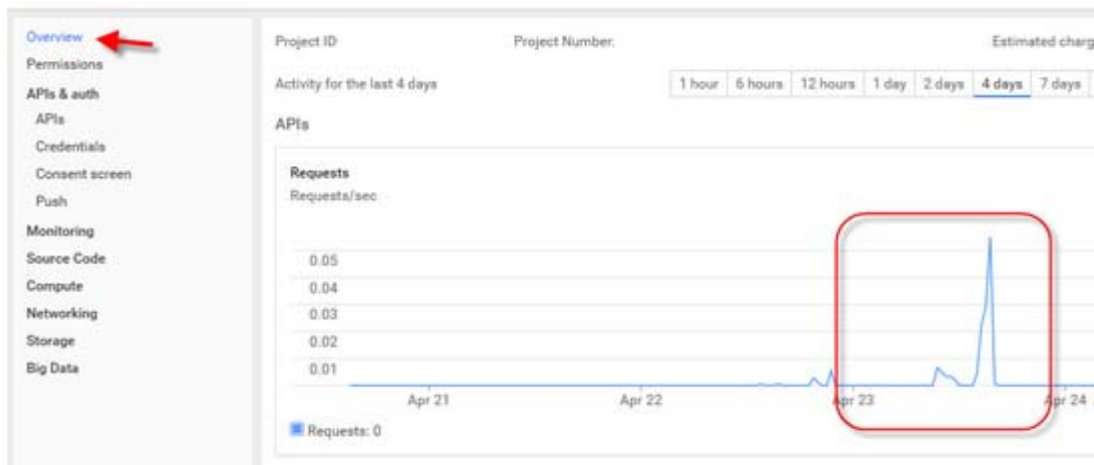 Overview
Permissions
APIs & auth
APIs
Credentials
Consent screen
Push
Monitoring
Source Code
Compute
Networking
Storage
Big Data
Project ID Project Number: Estimated charg
Activity for the last 4 days 1 hour 6 hours 12 hours 1 day 2 days 4 days 7 days
APIs
Requests
Requests/sec
0.05
0.04
0.03
0.02
0.01
Apr 21 Apr 22 Apr 23 Apr 24
Requests: 0